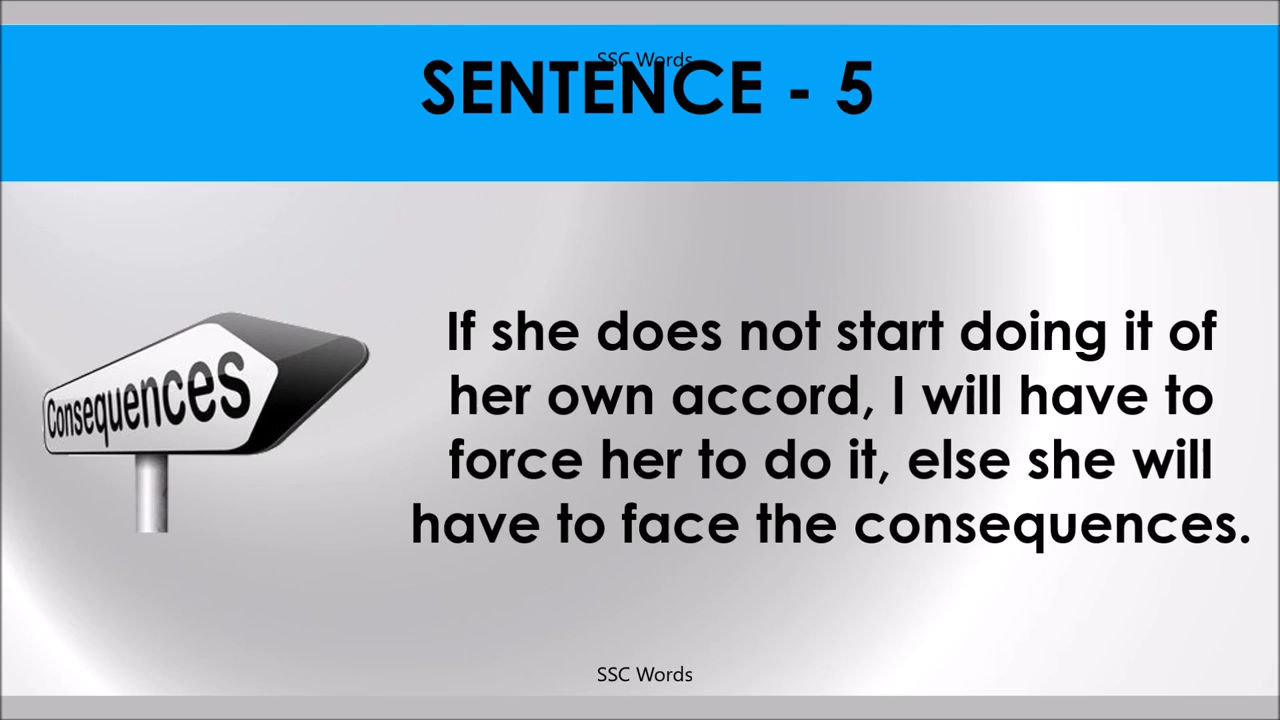 SSC Words
SENTENCE - 5
Consequences
If she does not start doing it of
her own accord, I will have to
force her to do it, else she will
have to face the consequences.
SSC Words